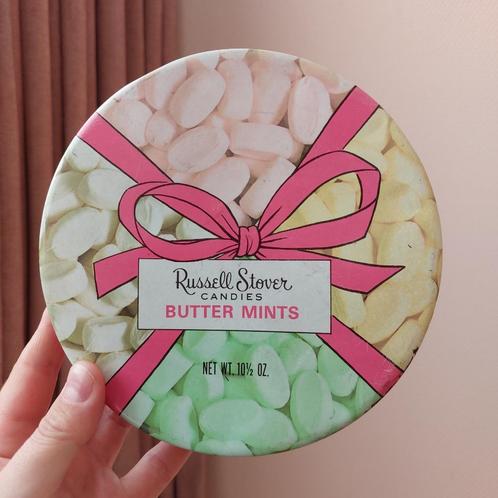 Russell Stover
CANDIES
BUTTER MINTS
NET WT. 10½ OZ.